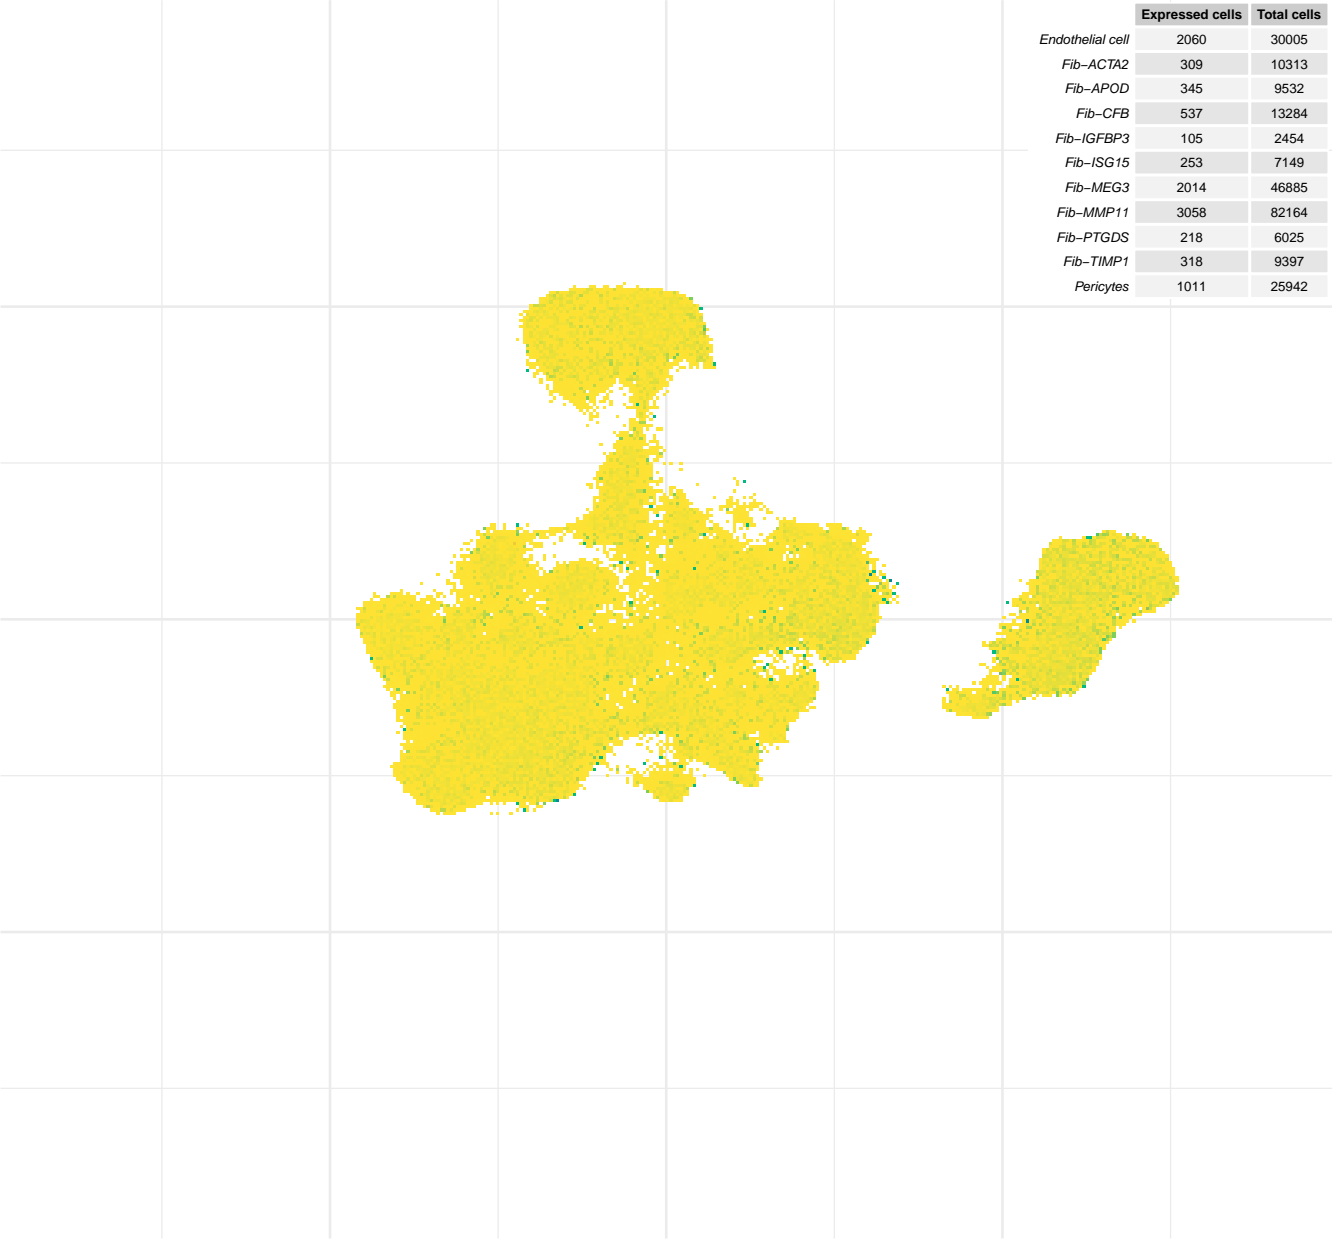 Expressed cells Total cells
Endothelial cell 2060 30005
Fib−ACTA2 309 10313
Fib−APOD 345 9532
Fib−CFB 537 13284
Fib−IGFBP3 105 2454
Fib−ISG15 253 7149
Fib−MEG3 2014 46885
Fib−MMP11 3058 82164
Fib−PTGDS 218 6025
Fib−TIMP1 318 9397
Pericytes 1011 25942